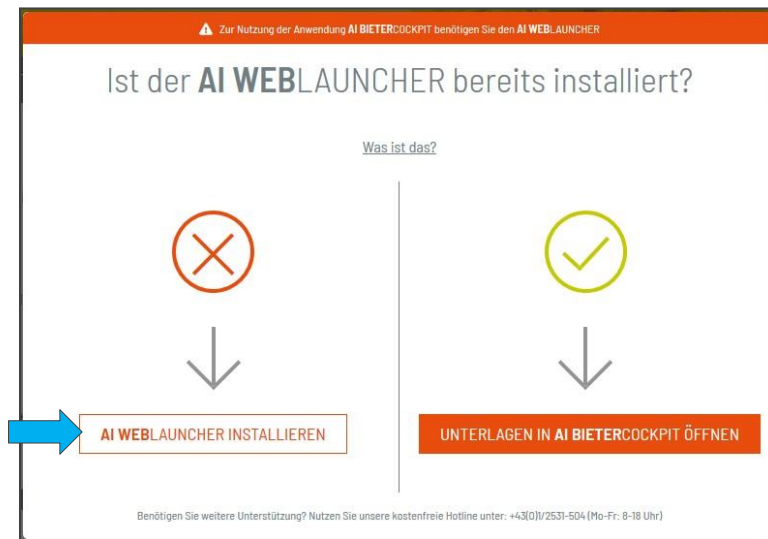 Zur Nutzung der Anwendung AI BIETERCOCKPIT benötigen Sie den AI WEBLAUNCHER
Ist der AI WEBLAUNCHER bereits installiert?
Was ist das?
AI WEBLAUNCHER INSTALLIEREN
UNTERLAGEN IN AI BIETERCOCKPIT ÖFFNEN
Benötigen Sie weitere Unterstützung? Nutzen Sie unsere kostenfreie Hotline unter: +43(0)1/2531-504 (Mo-Fr: 8-18 Uhr)